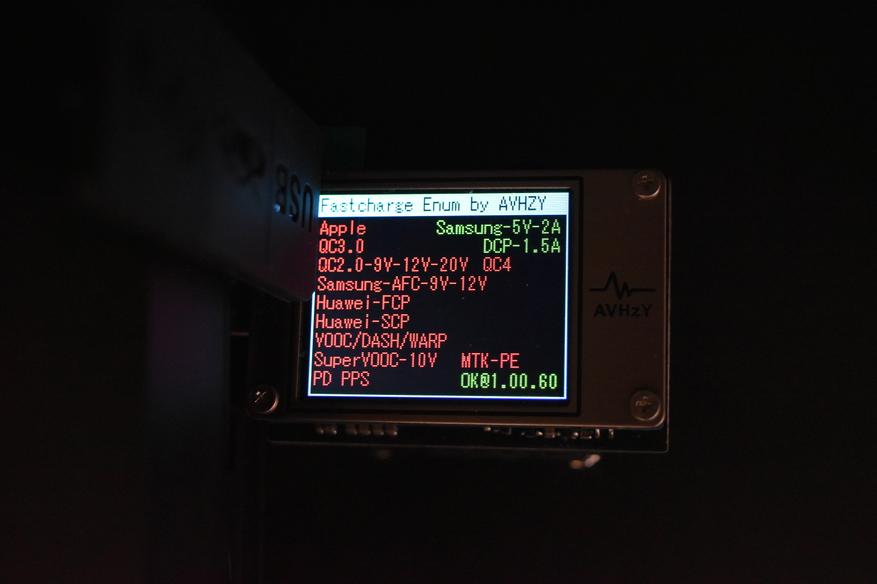 USB
Fastcharge Enum by AVHZY
Apple Samsung-5V-2A
QC3.0 DCP-1.5A
QC2.0-9V-12V-20V QC4
Samsung-AFC-9V-12V
Huawei-FCP
Huawei-SCP
VOOC/DASH/WARP
SuperVOOC-10V MTK-PE
PD PPS OK@1.00.60
AVHzY